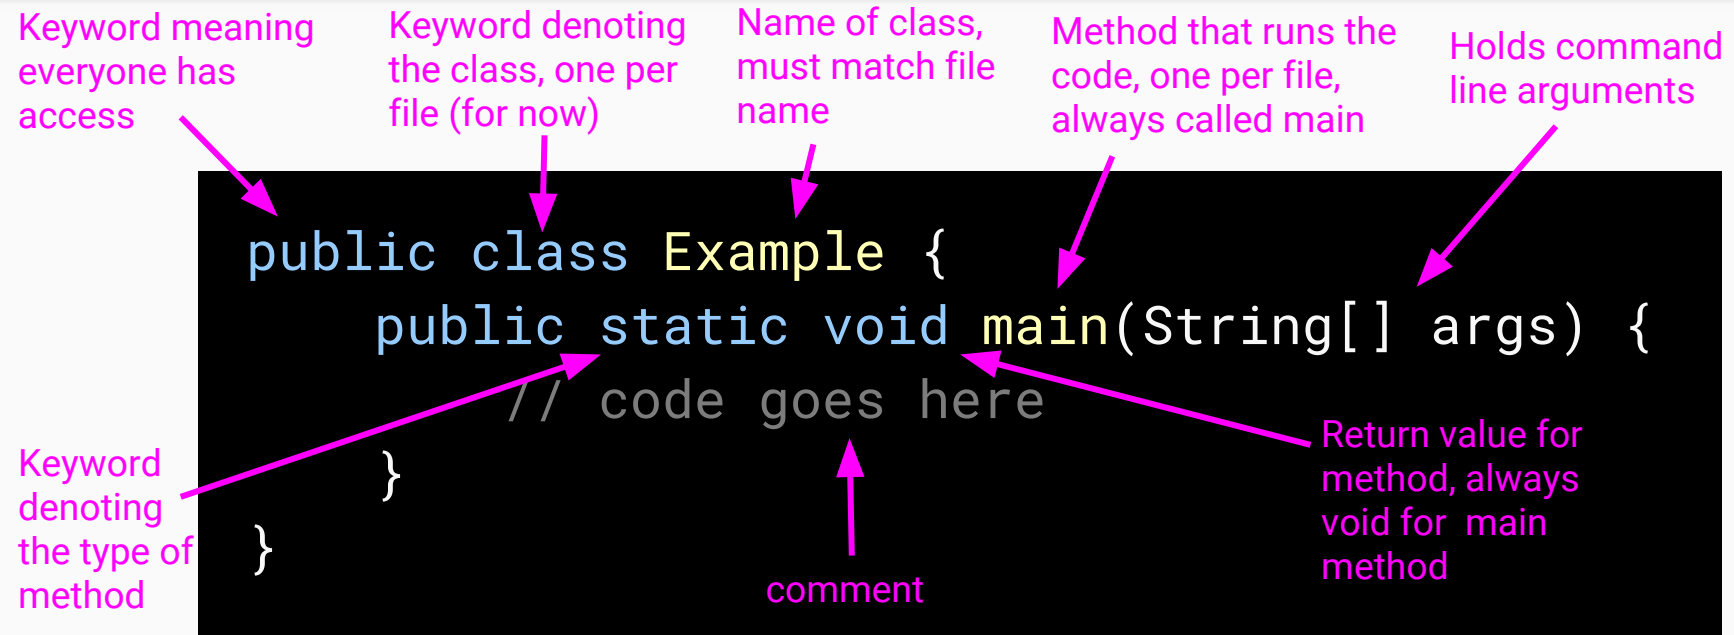 Keyword meaning
everyone has
access
Keyword denoting
the class, one per
file (for now)
Name of class,
must match file
name
Method that runs the
code, one per file,
always called main
Holds command
line arguments
public class Example {
public static void main(String[] args) {
// code goes here
}
}
Keyword
denoting
the type of
method
comment
Return value for
method, always
void for main
method